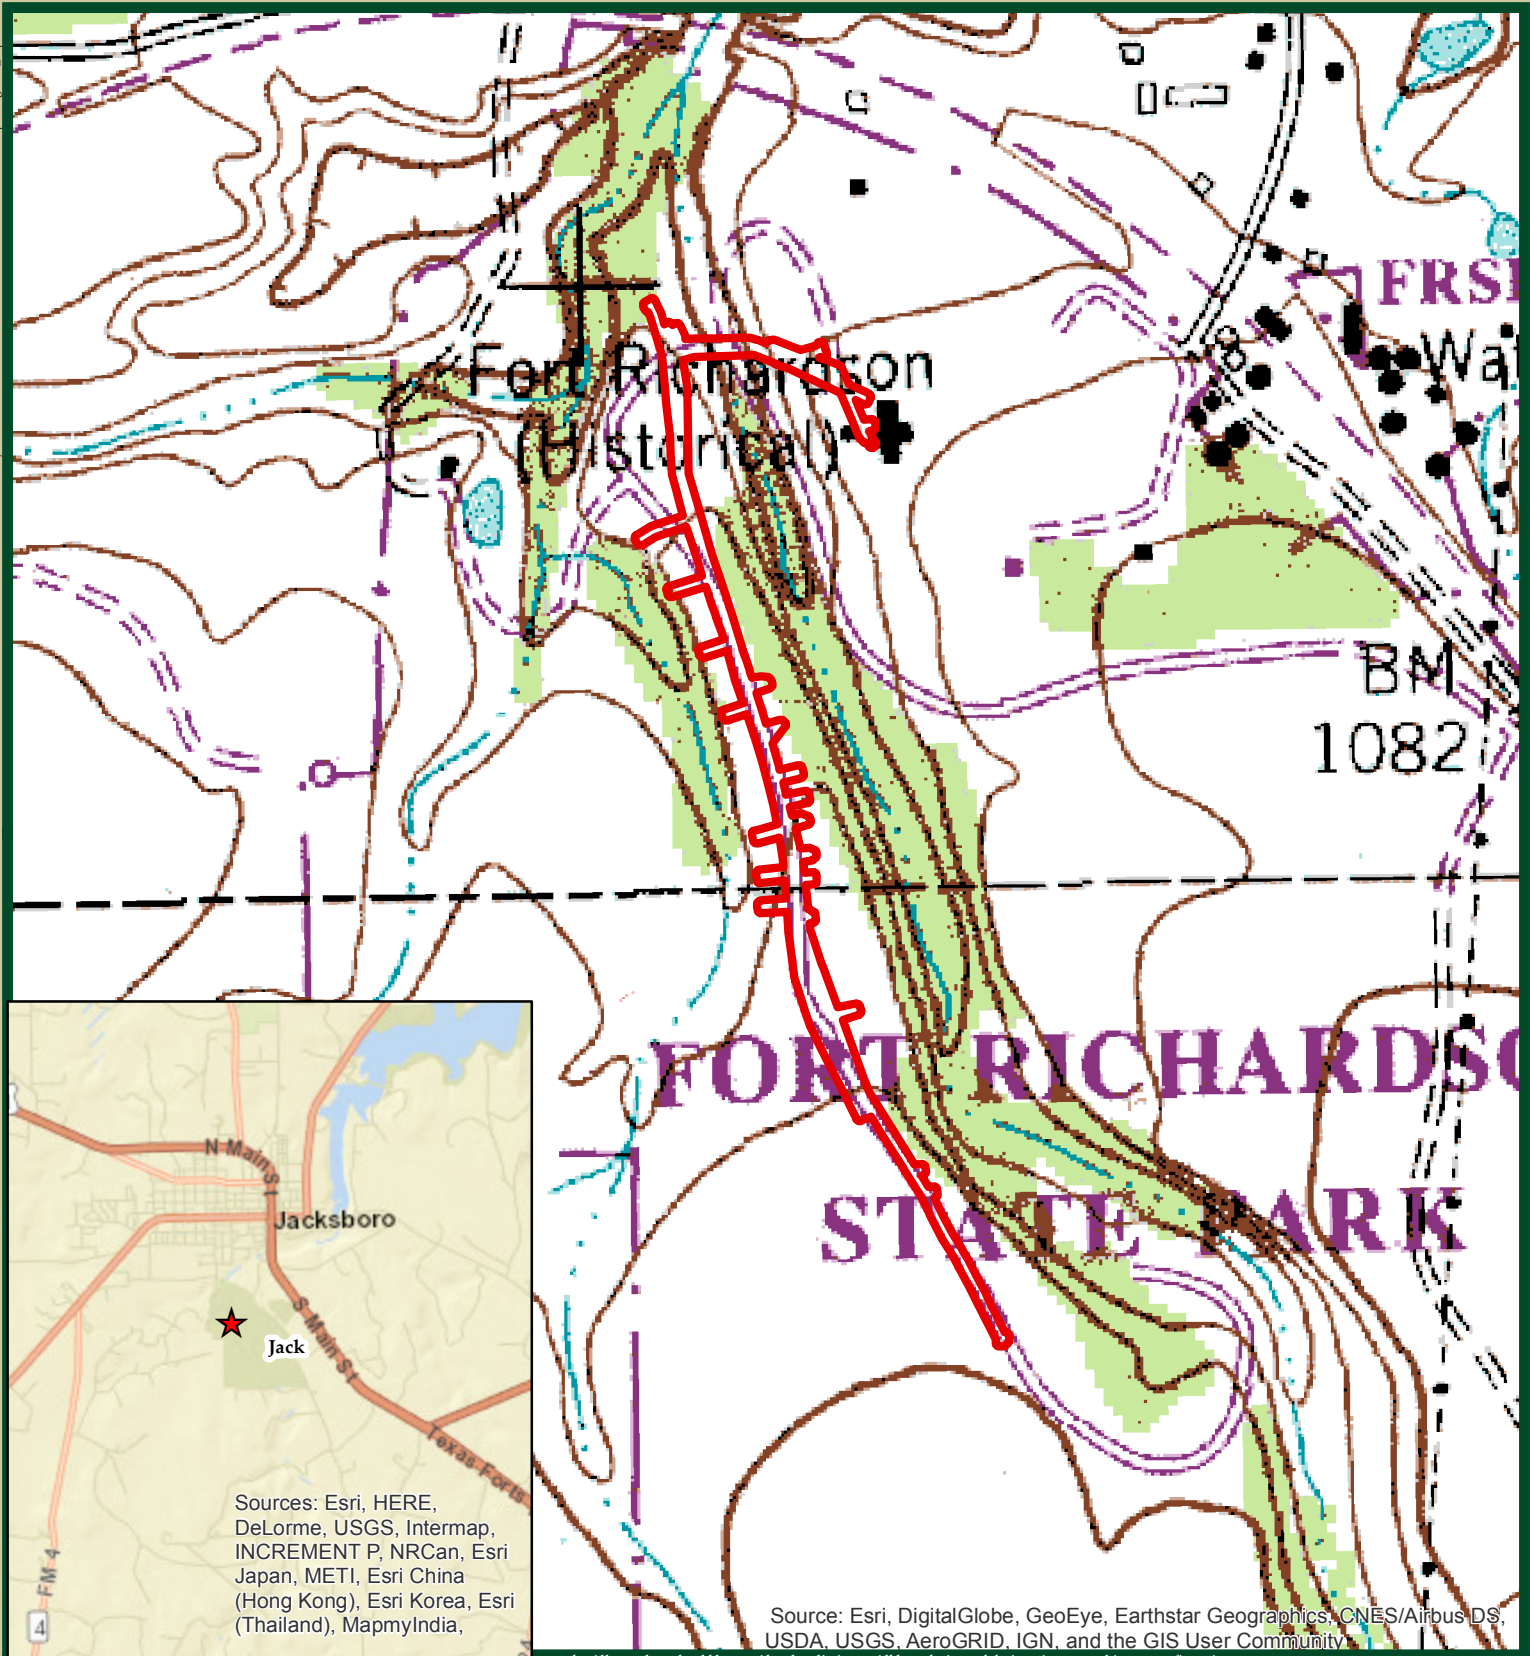 FRS
Fort Richardson
(Historical)
Wa
BM
1082
FORT RICHARDS
STATE PARK
N Main St
Jacksboro
S Main St
Jack
Texas Forts
FM 4
4
Sources: Esri, HERE,
DeLorme, USGS, Intermap,
INCREMENT P, NRCan, Esri
Japan, METI, Esri China
(Hong Kong), Esri Korea, Esri
(Thailand), MapmyIndia,
Source: Esri, DigitalGlobe, GeoEye, Earthstar Geographics, CNES/Airbus DS,
USDA, USGS, AeroGRID, IGN, and the GIS User Community